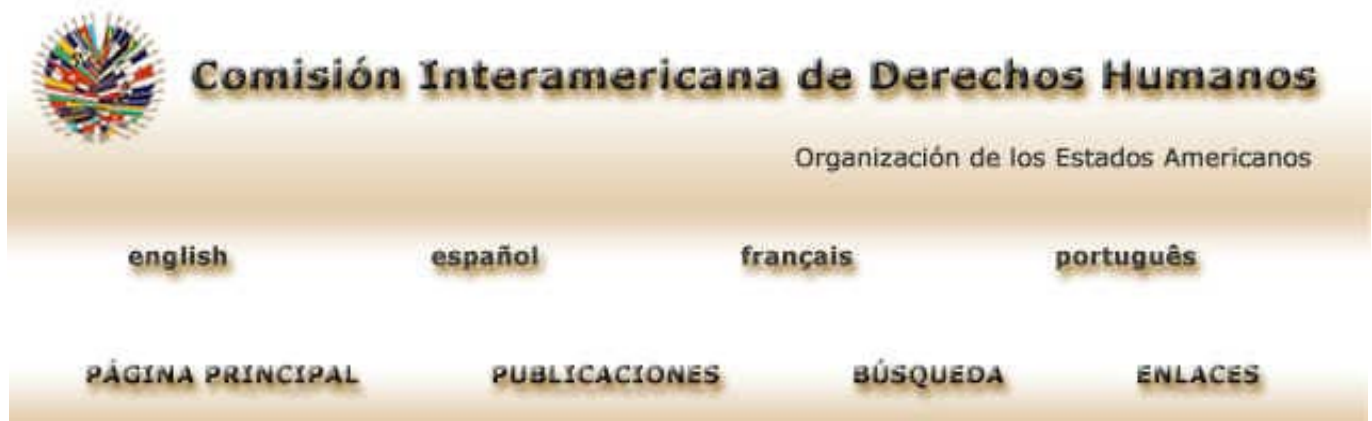 Comisión Interamericana de Derechos Humanos
Organización de los Estados Americanos
english español français português
PÁGINA PRINCIPAL PUBLICACIONES BÚSQUEDA ENLACES